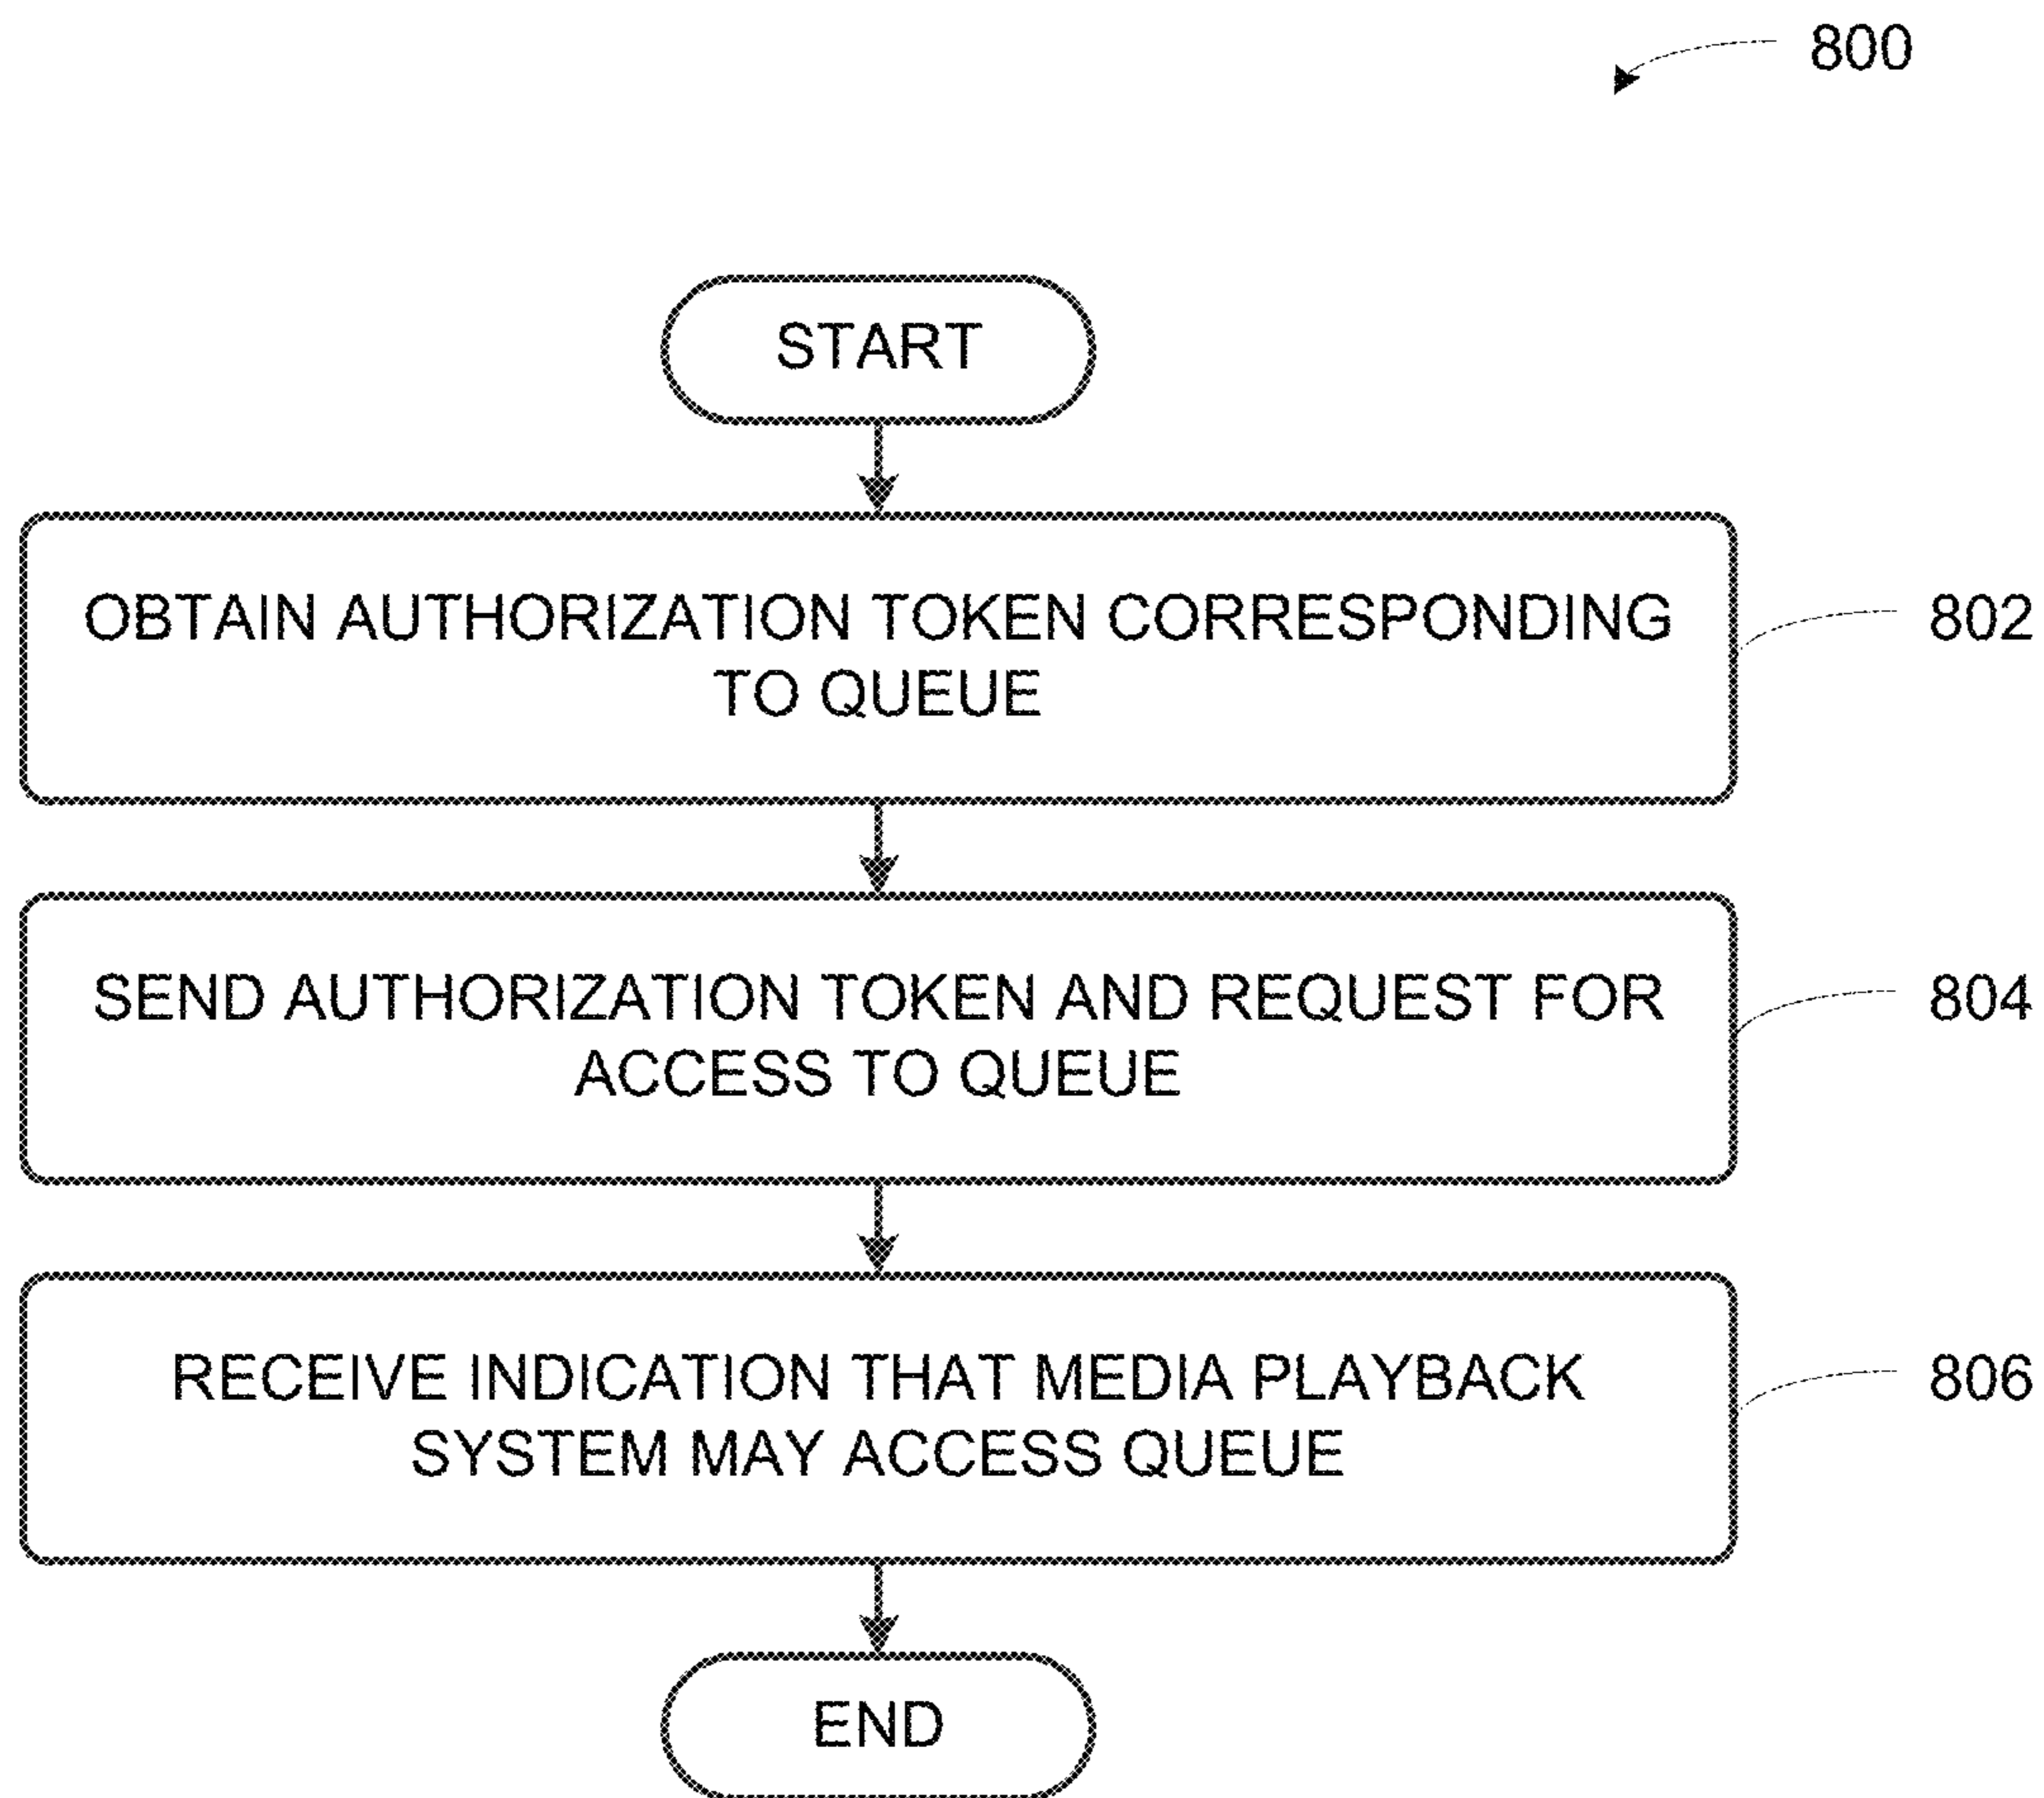 800
START
OBTAIN AUTHORIZATION TOKEN CORRESPONDING
TO QUEUE
802
SEND AUTHORIZATION TOKEN AND REQUEST FOR
ACCESS TO QUEUE
804
RECEIVE INDICATION THAT MEDIA PLAYBACK
SYSTEM MAY ACCESS QUEUE
806
END